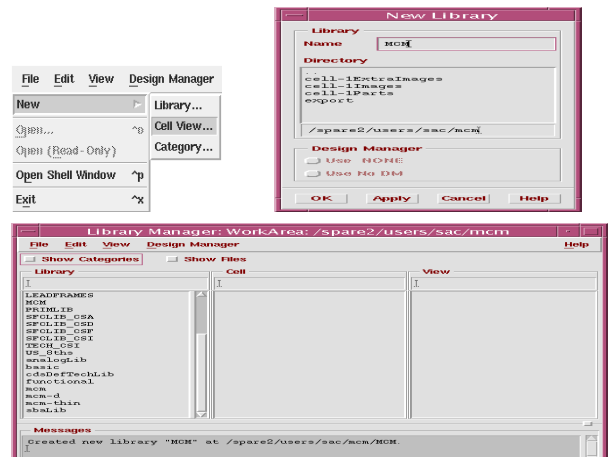 File Edit View Design Manager
New
Open... ^o
Open (Read-Only)
Open Shell Window ^p
Exit ^x
Library...
Cell View...
Category...
New Library
Library
Name MCM
Directory
..
cell-1ExtraImages
cell-1Images
cell-1Parts
export
/spare2/users/sac/mcm
Design Manager
Use NONE
Use No DM
OK Apply Cancel Help
Library Manager: WorkArea: /spare2/users/sac/mcm
File Edit View Design Manager Help
Show Categories Show Files
Library Cell View
LEADFRAMES
MCM
PRIMLIB
SFCLIB_CSA
SFCLIB_CSD
SFCLIB_CSF
SFCLIB_CSI
TECH_CSI
US_8ths
analogLib
basic
cdsDefTechLib
functional
mcm
mcm-d
mcm-thin
sbaLib
Messages
Created new library "MCM" at /spare2/users/sac/mcm/MCM.